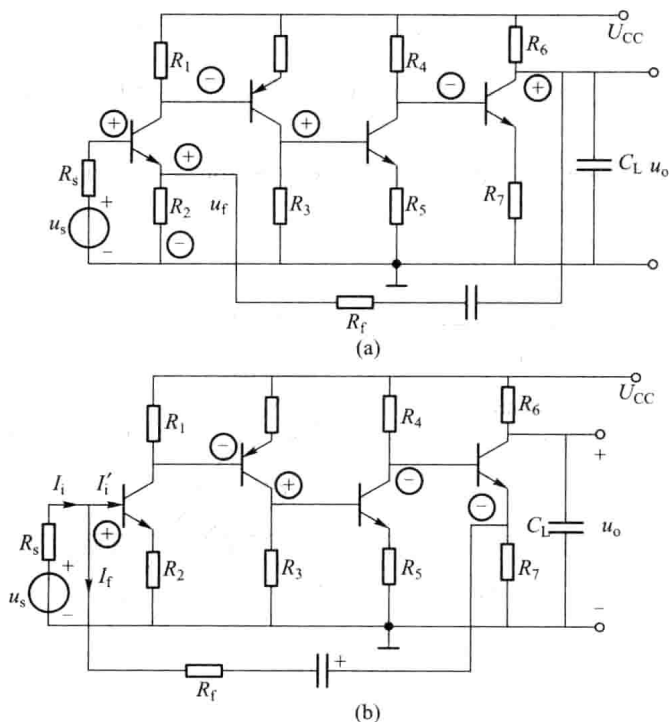 U_CC
R_1
R_4
R_6
⊖
⊖
⊕
⊕
⊕
⊕
R_s
C_L
u_o
+
u_s
−
R_2
u_f
R_3
R_5
R_7
⊖
R_f
(a)
U_CC
R_1
R_4
R_6
⊖
⊕
⊖
+
I_i
I_i′
⊕
⊖
R_s
C_L
u_o
+
u_s
−
I_f
R_2
R_3
R_5
R_7
−
+
R_f
(b)